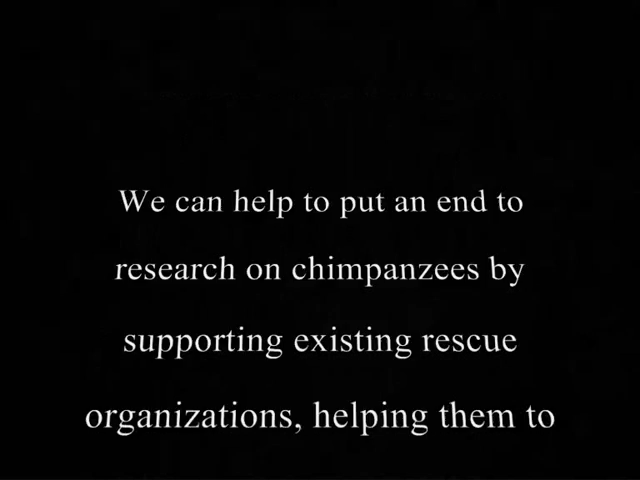 We can help to put an end to
research on chimpanzees by
supporting existing rescue
organizations, helping them to